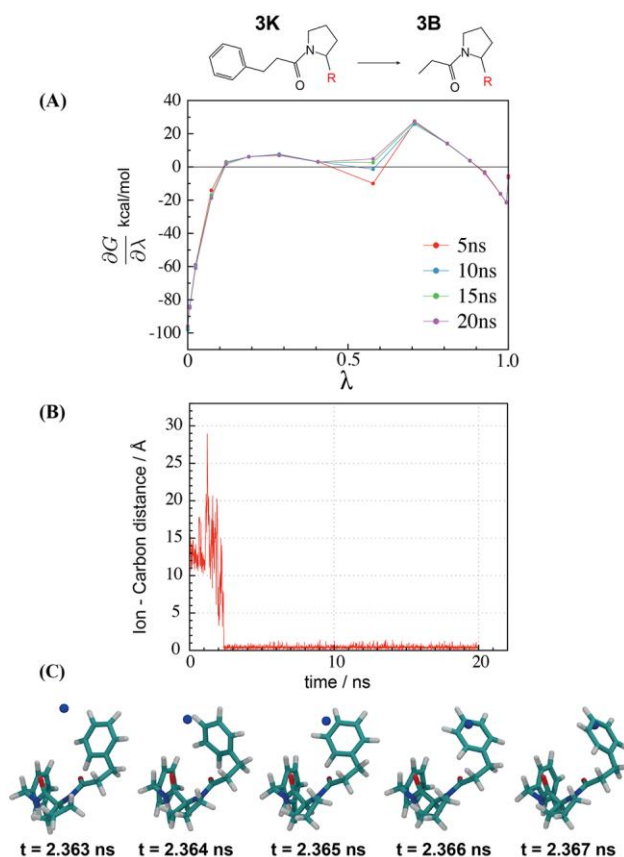 3K
3B
N
O
R
N
O
R
(A)
40
20
0
-20
-40
-60
-80
-100
∂G
∂λ
kcal/mol
5ns
10ns
15ns
20ns
0
0.5
1.0
λ
(B)
30
25
20
15
10
5
0
Ion - Carbon distance / Å
0
10
20
time / ns
(C)
t = 2.363 ns t = 2.364 ns t = 2.365 ns t = 2.366 ns t = 2.367 ns